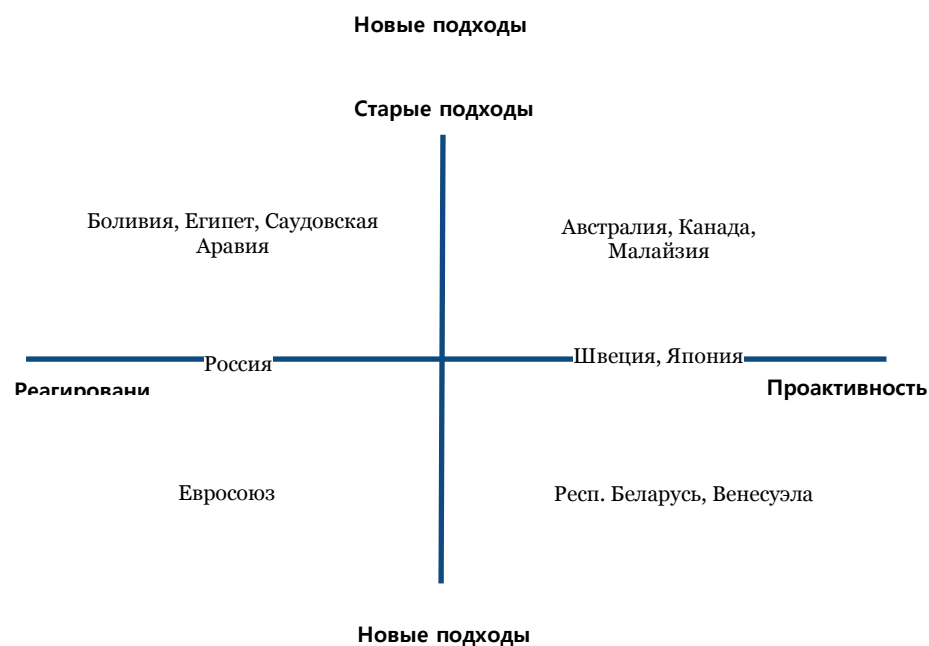 Новые подходы
Старые подходы
Боливия, Египет, Саудовская
Аравия
Австралия, Канада,
Малайзия
Россия
Швеция, Япония
Реагировани
Проактивность
Евросоюз
Респ. Беларусь, Венесуэла
Новые подходы